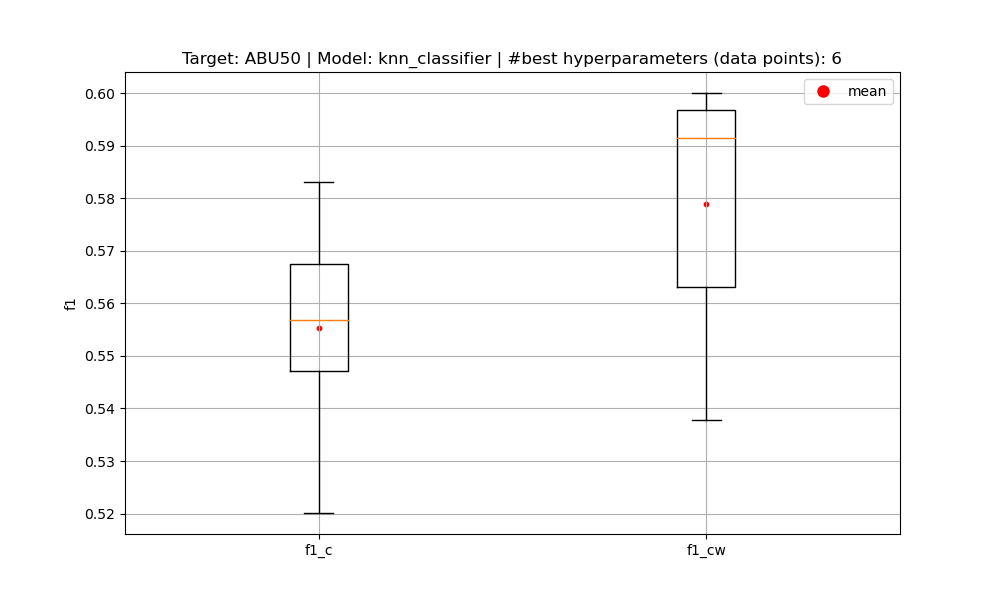 Target: ABU50 | Model: knn_classifier | #best hyperparameters (data points): 6
mean
f1
0.60
0.59
0.58
0.57
0.56
0.55
0.54
0.53
0.52
f1_c
f1_cw